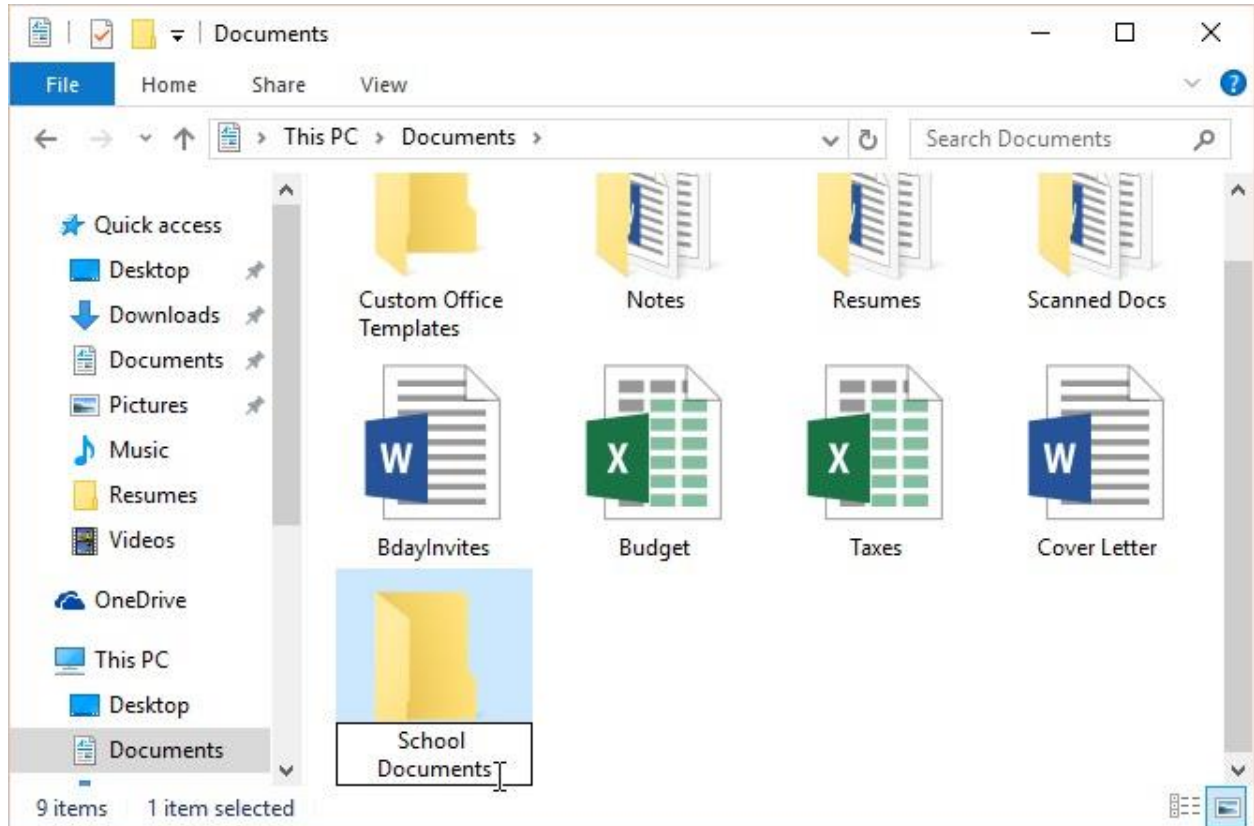 Documents
File Home Share View
This PC Documents
Search Documents
Quick access
Desktop
Downloads
Documents
Pictures
Music
Resumes
Videos
OneDrive
This PC
Desktop
Documents
Custom Office
Templates
Notes
Resumes
Scanned Docs
W
X
X
W
BdayInvites
Budget
Taxes
Cover Letter
School
Documents
9 items 1 item selected